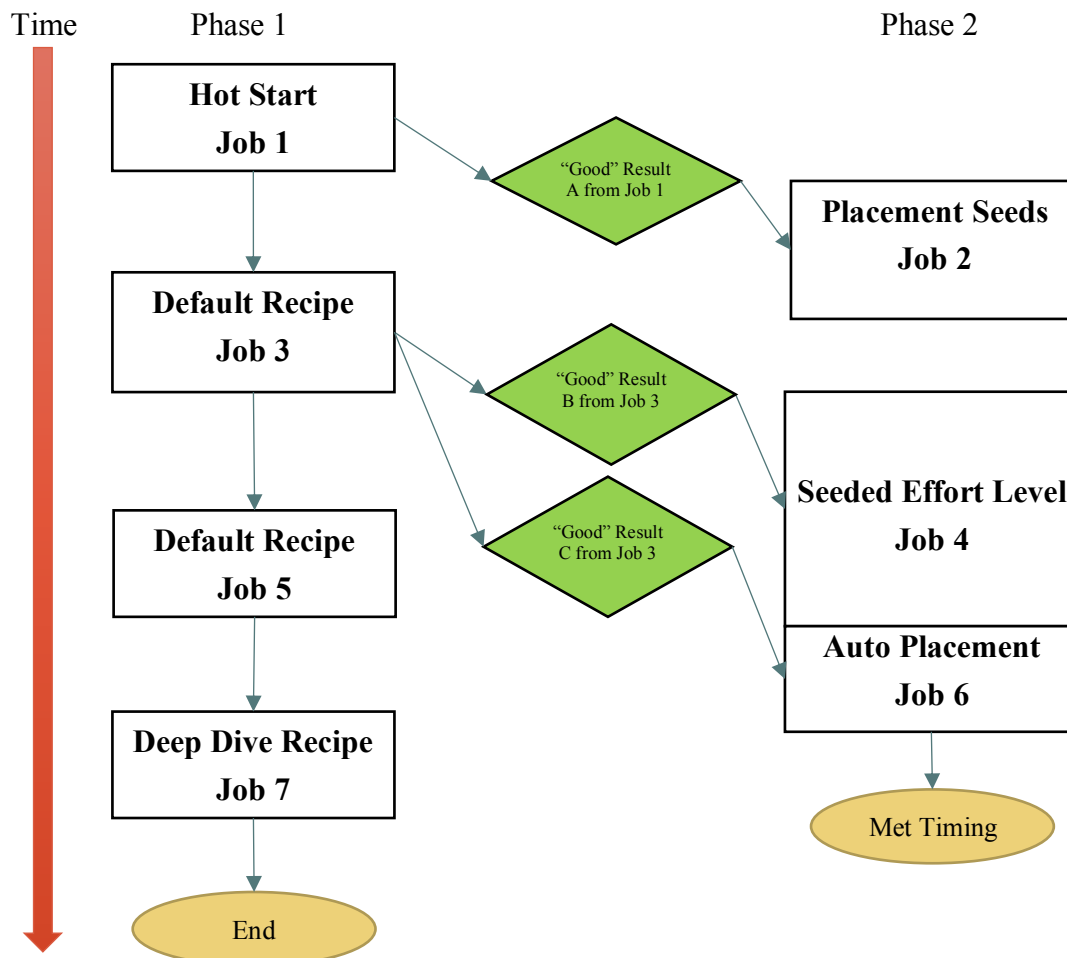 Time
Phase 1
Phase 2
Hot Start
Job 1
“Good” Result
A from Job 1
Placement Seeds
Job 2
Default Recipe
Job 3
“Good” Result
B from Job 3
Seeded Effort Level
Job 4
“Good” Result
C from Job 3
Default Recipe
Job 5
Auto Placement
Job 6
Deep Dive Recipe
Job 7
Met Timing
End